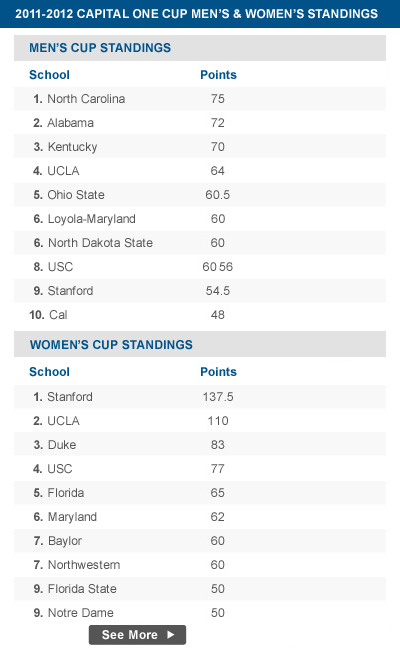 2011-2012 CAPITAL ONE CUP MEN'S & WOMEN'S STANDINGS
MEN'S CUP STANDINGS
School Points
1. North Carolina 75
2. Alabama 72
3. Kentucky 70
4. UCLA 64
5. Ohio State 60.5
6. Loyola-Maryland 60
6. North Dakota State 60
8. USC 60 56
9. Stanford 54.5
10. Cal 48
WOMEN'S CUP STANDINGS
School Points
1. Stanford 137.5
2. UCLA 110
3. Duke 83
4. USC 77
5. Florida 65
6. Maryland 62
7. Baylor 60
7. Northwestern 60
9. Florida State 50
9. Notre Dame 50
See More